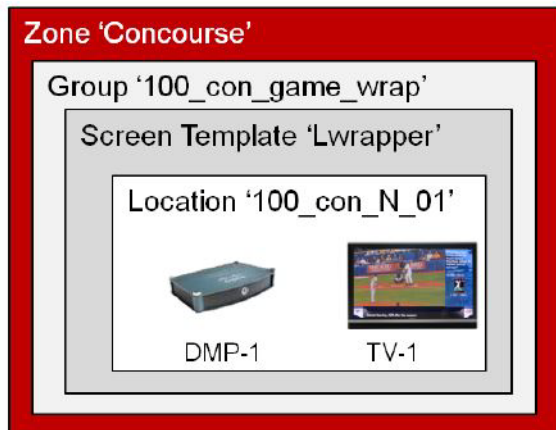 Zone ‘Concourse’
Group ‘100_con_game_wrap’
Screen Template ‘Lwrapper’
Location ‘100_con_N_01’
DMP-1 TV-1